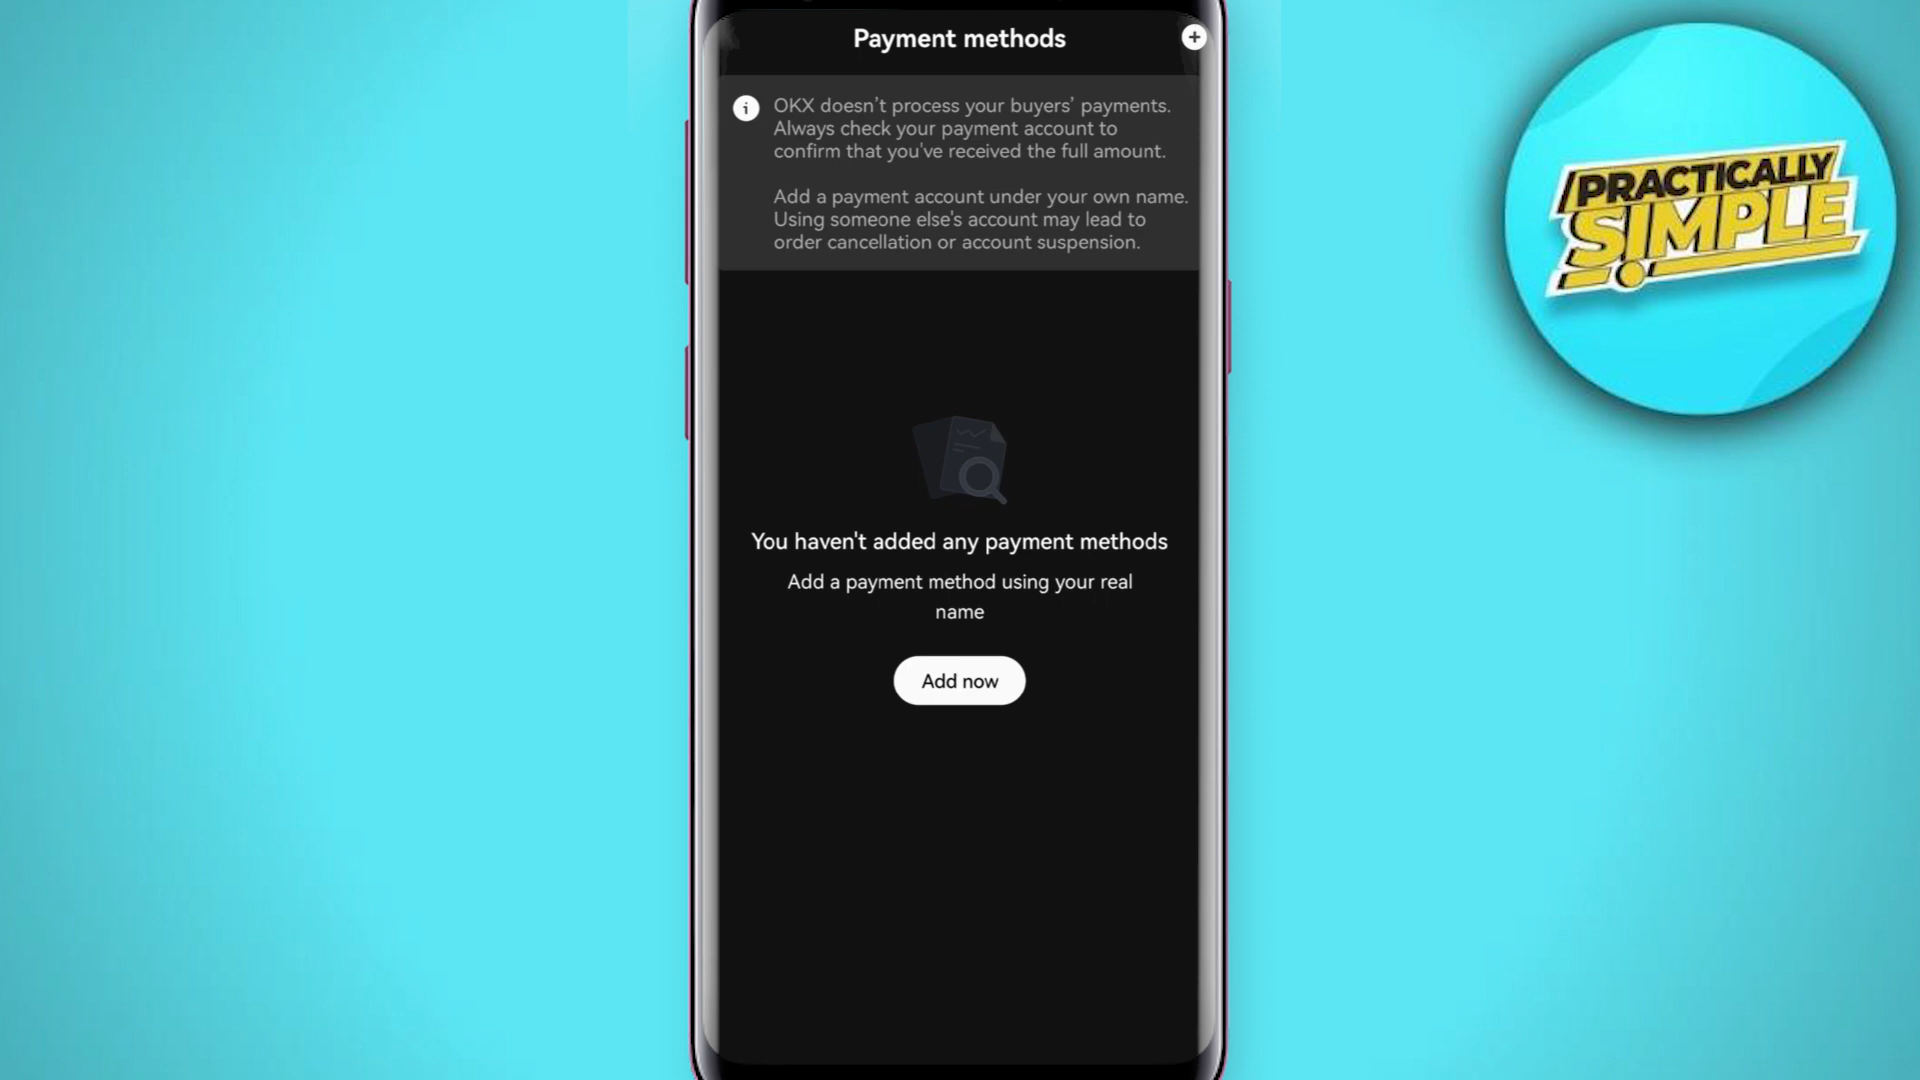 Payment methods
OKX doesn’t process your buyers’ payments.
Always check your payment account to
confirm that you've received the full amount.
Add a payment account under your own name.
Using someone else's account may lead to
order cancellation or account suspension.
You haven't added any payment methods
Add a payment method using your real
name
Add now
PRACTICALLY
SIMPLE